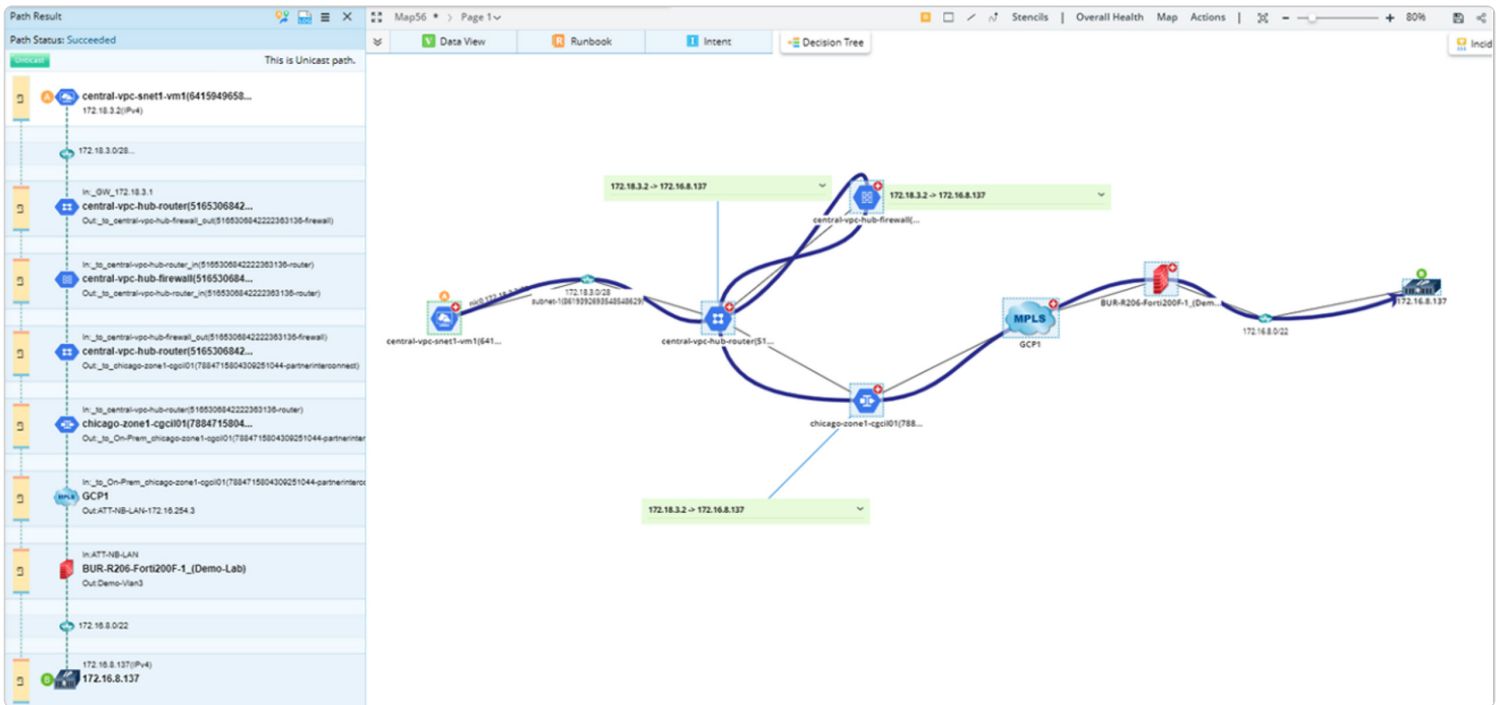 Path Result
Path Status: Succeeded
Unicast
This is Unicast path.
A
central-vpc-snet1-vm1(6415949658...
172.18.3.2(IPv4)
172.18.3.0/28...
In:_GW_172.18.3.1
central-vpc-hub-router(5165306842...
Out:_to_central-vpc-hub-firewall_out(5165306842222363136-firewall)
In:_to_central-vpc-hub-router_in(5165306842222363136-router)
central-vpc-hub-firewall(516530684...
Out:_to_central-vpc-hub-router_in(5165306842222363136-router)
In:_to_central-vpc-hub-firewall_out(5165306842222363136-firewall)
central-vpc-hub-router(5165306842...
Out:_to_chicago-zone1-cgcil01(7884715804309251044-partnerinterconnect)
In:_to_central-vpc-hub-router(5165306842222363136-router)
chicago-zone1-cgcil01(7884715804...
Out:_to_On-Prem_chicago-zone1-cgcil01(7884715804309251044-partnerinter
In:_to_On-Prem_chicago-zone1-cgcil01(7884715804309251044-partnerinterco
MPLS
GCP1
Out:ATT-NB-LAN-172.16.254.3
In:ATT-NB-LAN
BUR-R206-Forti200F-1_(Demo-Lab)
Out:Demo-Vlan3
172.16.8.0/22
172.16.8.137(IPv4)
B
172.16.8.137
Map56 * > Page 1
Stencils | Overall Health Map Actions | 80%
V Data View
R Runbook
I Intent
Decision Tree
Incid
172.18.3.2 -> 172.16.8.137
172.18.3.2 -> 172.16.8.137
central-vpc-hub-firewall(...
A
172.18.3.0/28
central-vpc-snet1-vm1(641...
central-vpc-hub-router(51...
MPLS
GCP1
BUR-R206-Forti200F-1_(Dem...
172.16.8.0/22
B
172.16.8.137
chicago-zone1-cgcil01(788...
172.18.3.2 -> 172.16.8.137